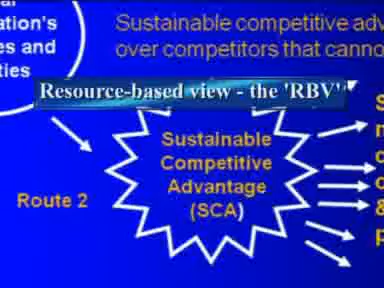 ation's
es and
ties
Sustainable competitive adv
over competitors that canno
Resource-based view - the 'RBV'
Sustainable
Competitive
Advantage
(SCA)
Route 2
S
&